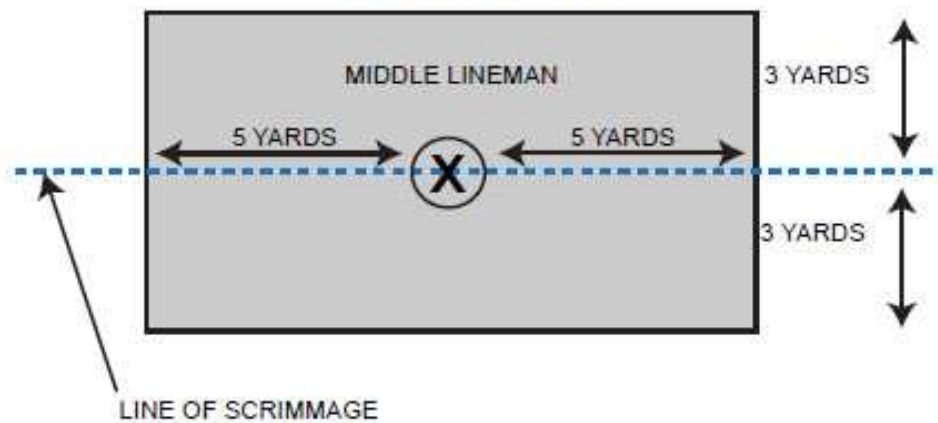 MIDDLE LINEMAN
3 YARDS
5 YARDS
5 YARDS
X
3 YARDS
LINE OF SCRIMMAGE